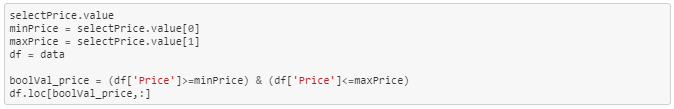 selectPrice.value
minPrice = selectPrice.value[0]
maxPrice = selectPrice.value[1]
df = data
boolVal_price = (df['Price']>=minPrice) & (df['Price']<=maxPrice)
df.loc[boolVal_price,:]